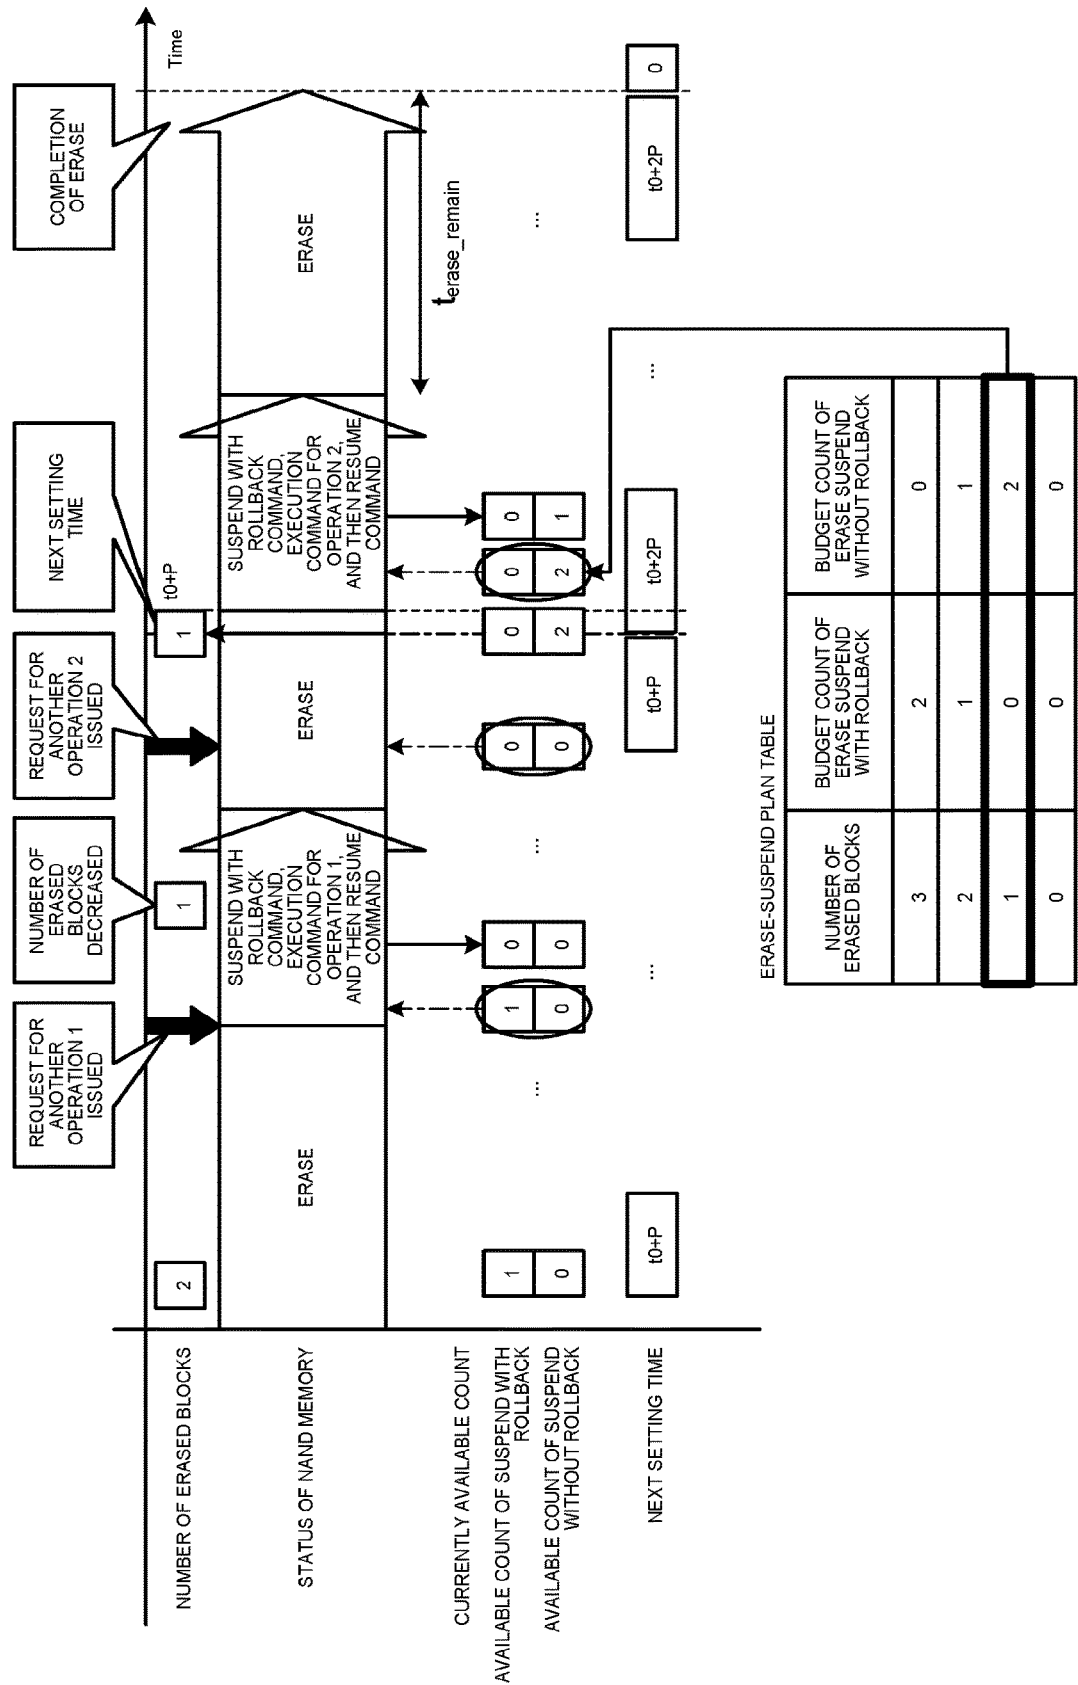 COMPLETION
OF ERASE
NEXT SETTING
TIME
REQUEST FOR
ANOTHER
OPERATION 2
ISSUED
NUMBER OF
ERASED
BLOCKS
DECREASED
REQUEST FOR
ANOTHER
OPERATION 1
ISSUED
Time
NUMBER OF ERASED BLOCKS
2
1
1
t0+P
STATUS OF NAND MEMORY
ERASE
SUSPEND WITH
ROLLBACK
COMMAND,
EXECUTION
COMMAND FOR
OPERATION 1,
AND THEN RESUME
COMMAND
ERASE
SUSPEND WITH
ROLLBACK
COMMAND,
EXECUTION
COMMAND FOR
OPERATION 2,
AND THEN RESUME
COMMAND
ERASE
terase_remain
CURRENTLY AVAILABLE COUNT
AVAILABLE COUNT OF SUSPEND WITH
ROLLBACK
1 ... 1 0 ... 0 0 0 0 ...
AVAILABLE COUNT OF SUSPEND
WITHOUT ROLLBACK
0 0 0 0 2 2 1
NEXT SETTING TIME
t0+P ... t0+P t0+2P ... t0+2P 0
ERASE-SUSPEND PLAN TABLE
NUMBER OF
ERASED BLOCKS
BUDGET COUNT OF
ERASE SUSPEND
WITH ROLLBACK
BUDGET COUNT OF
ERASE SUSPEND
WITHOUT ROLLBACK
3 2 0
2 1 1
1 0 2
0 0 0